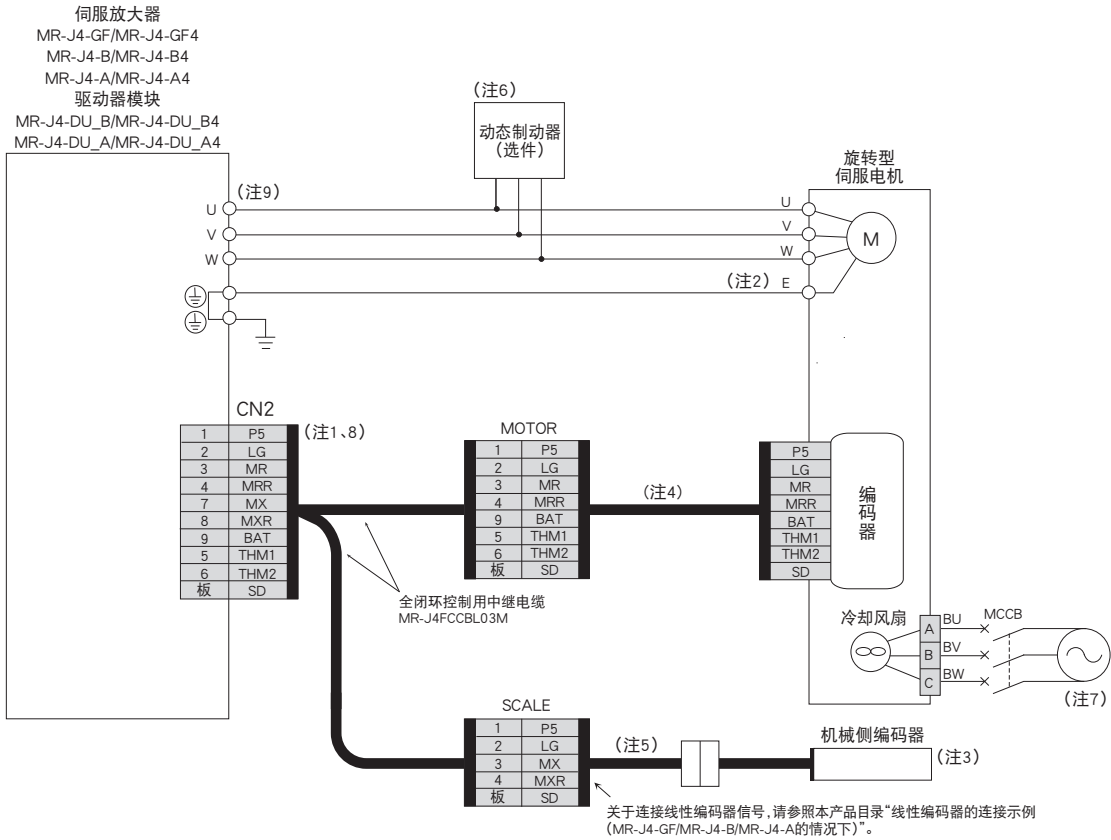 伺服放大器
MR-J4-GF/MR-J4-GF4
MR-J4-B/MR-J4-B4
MR-J4-A/MR-J4-A4
驱动器模块
MR-J4-DU_B/MR-J4-DU_B4
MR-J4-DU_A/MR-J4-DU_A4
(注6)
动态制动器
(选件)
旋转型
伺服电机
(注9)
U
V
W
U
V
W
(注2) E
M
CN2
(注1、8)
1 P5
2 LG
3 MR
4 MRR
7 MX
8 MXR
9 BAT
5 THM1
6 THM2
板 SD
MOTOR
1 P5
2 LG
3 MR
4 MRR
9 BAT
5 THM1
6 THM2
板 SD
(注4)
P5
LG
MR
MRR
BAT
THM1
THM2
SD
编码器
全闭环控制用中继电缆
MR-J4FCCBL03M
冷却风扇
A BU
B BV
C BW
MCCB
(注7)
SCALE
1 P5
2 LG
3 MX
4 MXR
板 SD
(注5)
机械侧编码器
(注3)
关于连接线性编码器信号,请参照本产品目录“线性编码器的连接示例
(MR-J4-GF/MR-J4-B/MR-J4-A的情况下)”。